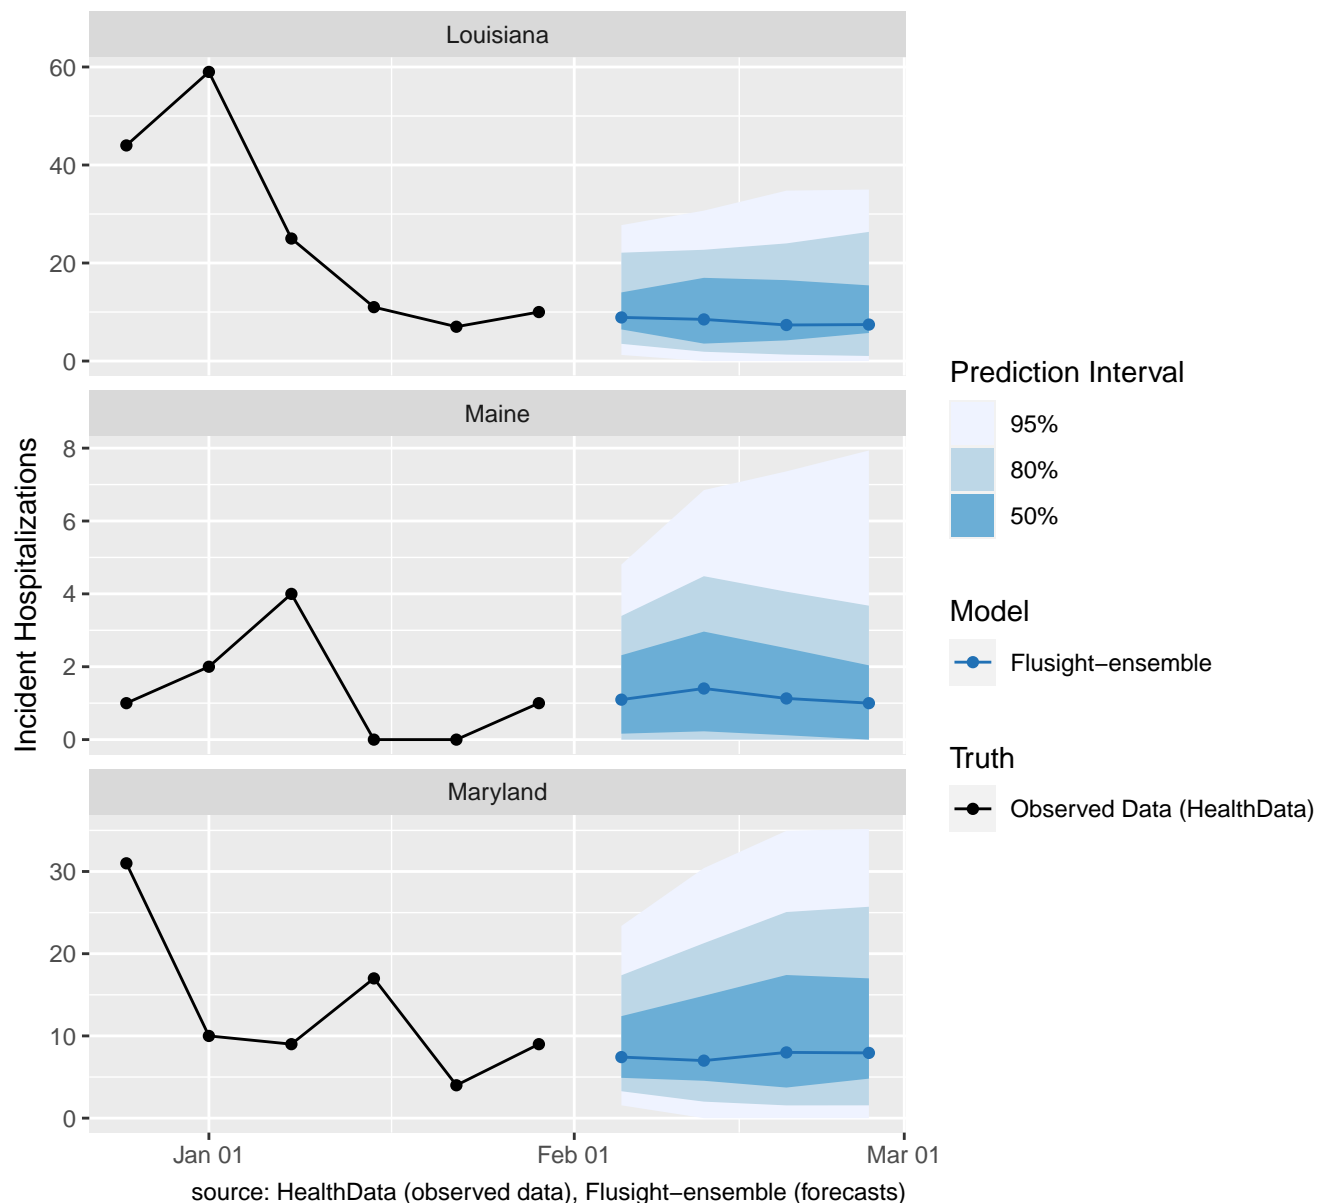 Louisiana
60
40
20
0
Maine
8
6
4
2
0
Maryland
30
20
10
0
Jan 01
Feb 01
Mar 01
Incident Hospitalizations
source: HealthData (observed data), Flusight−ensemble (forecasts)
Prediction Interval
95%
80%
50%
Model
Flusight−ensemble
Truth
Observed Data (HealthData)